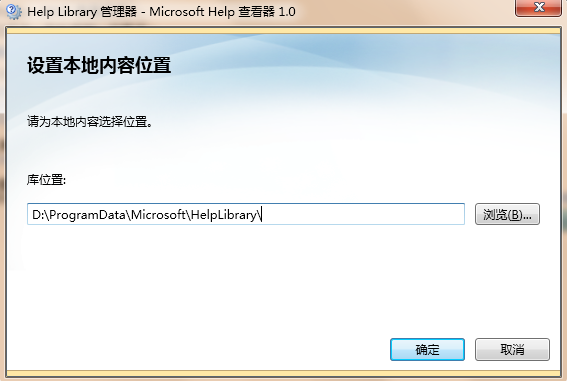 Help Library 管理器 - Microsoft Help 查看器 1.0
设置本地内容位置
请为本地内容选择位置。
库位置:
D:\ProgramData\Microsoft\HelpLibrary\
浏览(B)...
确定
取消